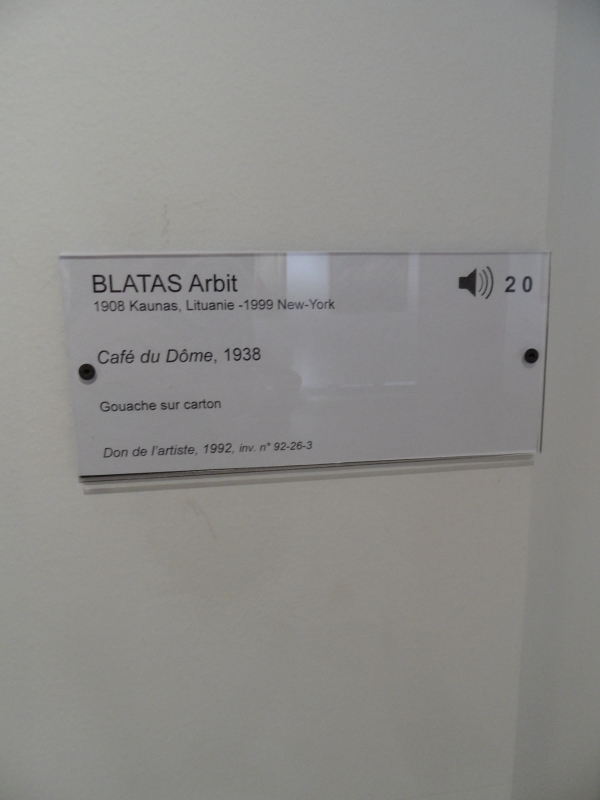 BLATAS Arbit
20
1908 Kaunas, Lituanie -1999 New-York
Café du Dôme, 1938
Gouache sur carton
Don de l'artiste, 1992, inv. n° 92-26-3